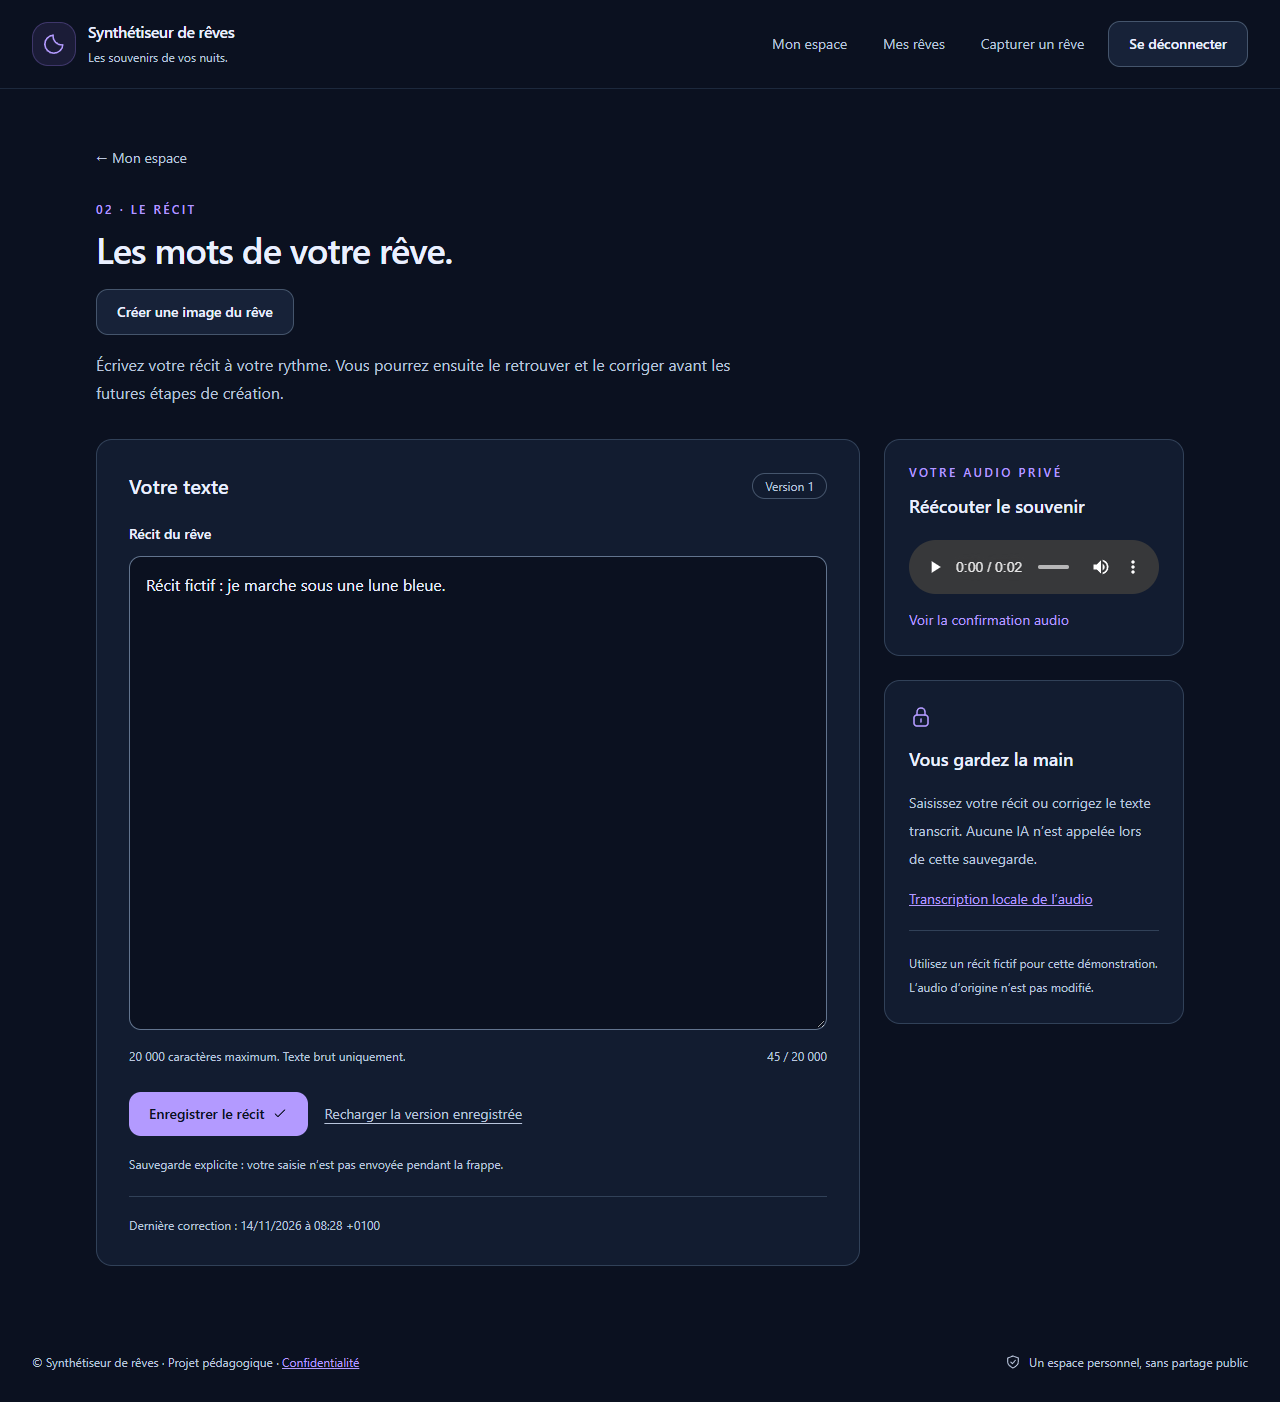 Synthétiseur de rêves
Les souvenirs de vos nuits.
Mon espace
Mes rêves
Capturer un rêve
Se déconnecter
← Mon espace
02 · LE RÉCIT
Les mots de votre rêve.
Créer une image du rêve
Écrivez votre récit à votre rythme. Vous pourrez ensuite le retrouver et le corriger avant les
futures étapes de création.
Votre texte
Version 1
Récit du rêve
Récit fictif : je marche sous une lune bleue.
20 000 caractères maximum. Texte brut uniquement.
45 / 20 000
Enregistrer le récit
Recharger la version enregistrée
Sauvegarde explicite : votre saisie n’est pas envoyée pendant la frappe.
Dernière correction : 14/11/2026 à 08:28 +0100
VOTRE AUDIO PRIVÉ
Réécouter le souvenir
0:00 / 0:02
Voir la confirmation audio
Vous gardez la main
Saisissez votre récit ou corrigez le texte
transcrit. Aucune IA n’est appelée lors
de cette sauvegarde.
Transcription locale de l’audio
Utilisez un récit fictif pour cette démonstration.
L’audio d’origine n’est pas modifié.
© Synthétiseur de rêves · Projet pédagogique · Confidentialité
Un espace personnel, sans partage public